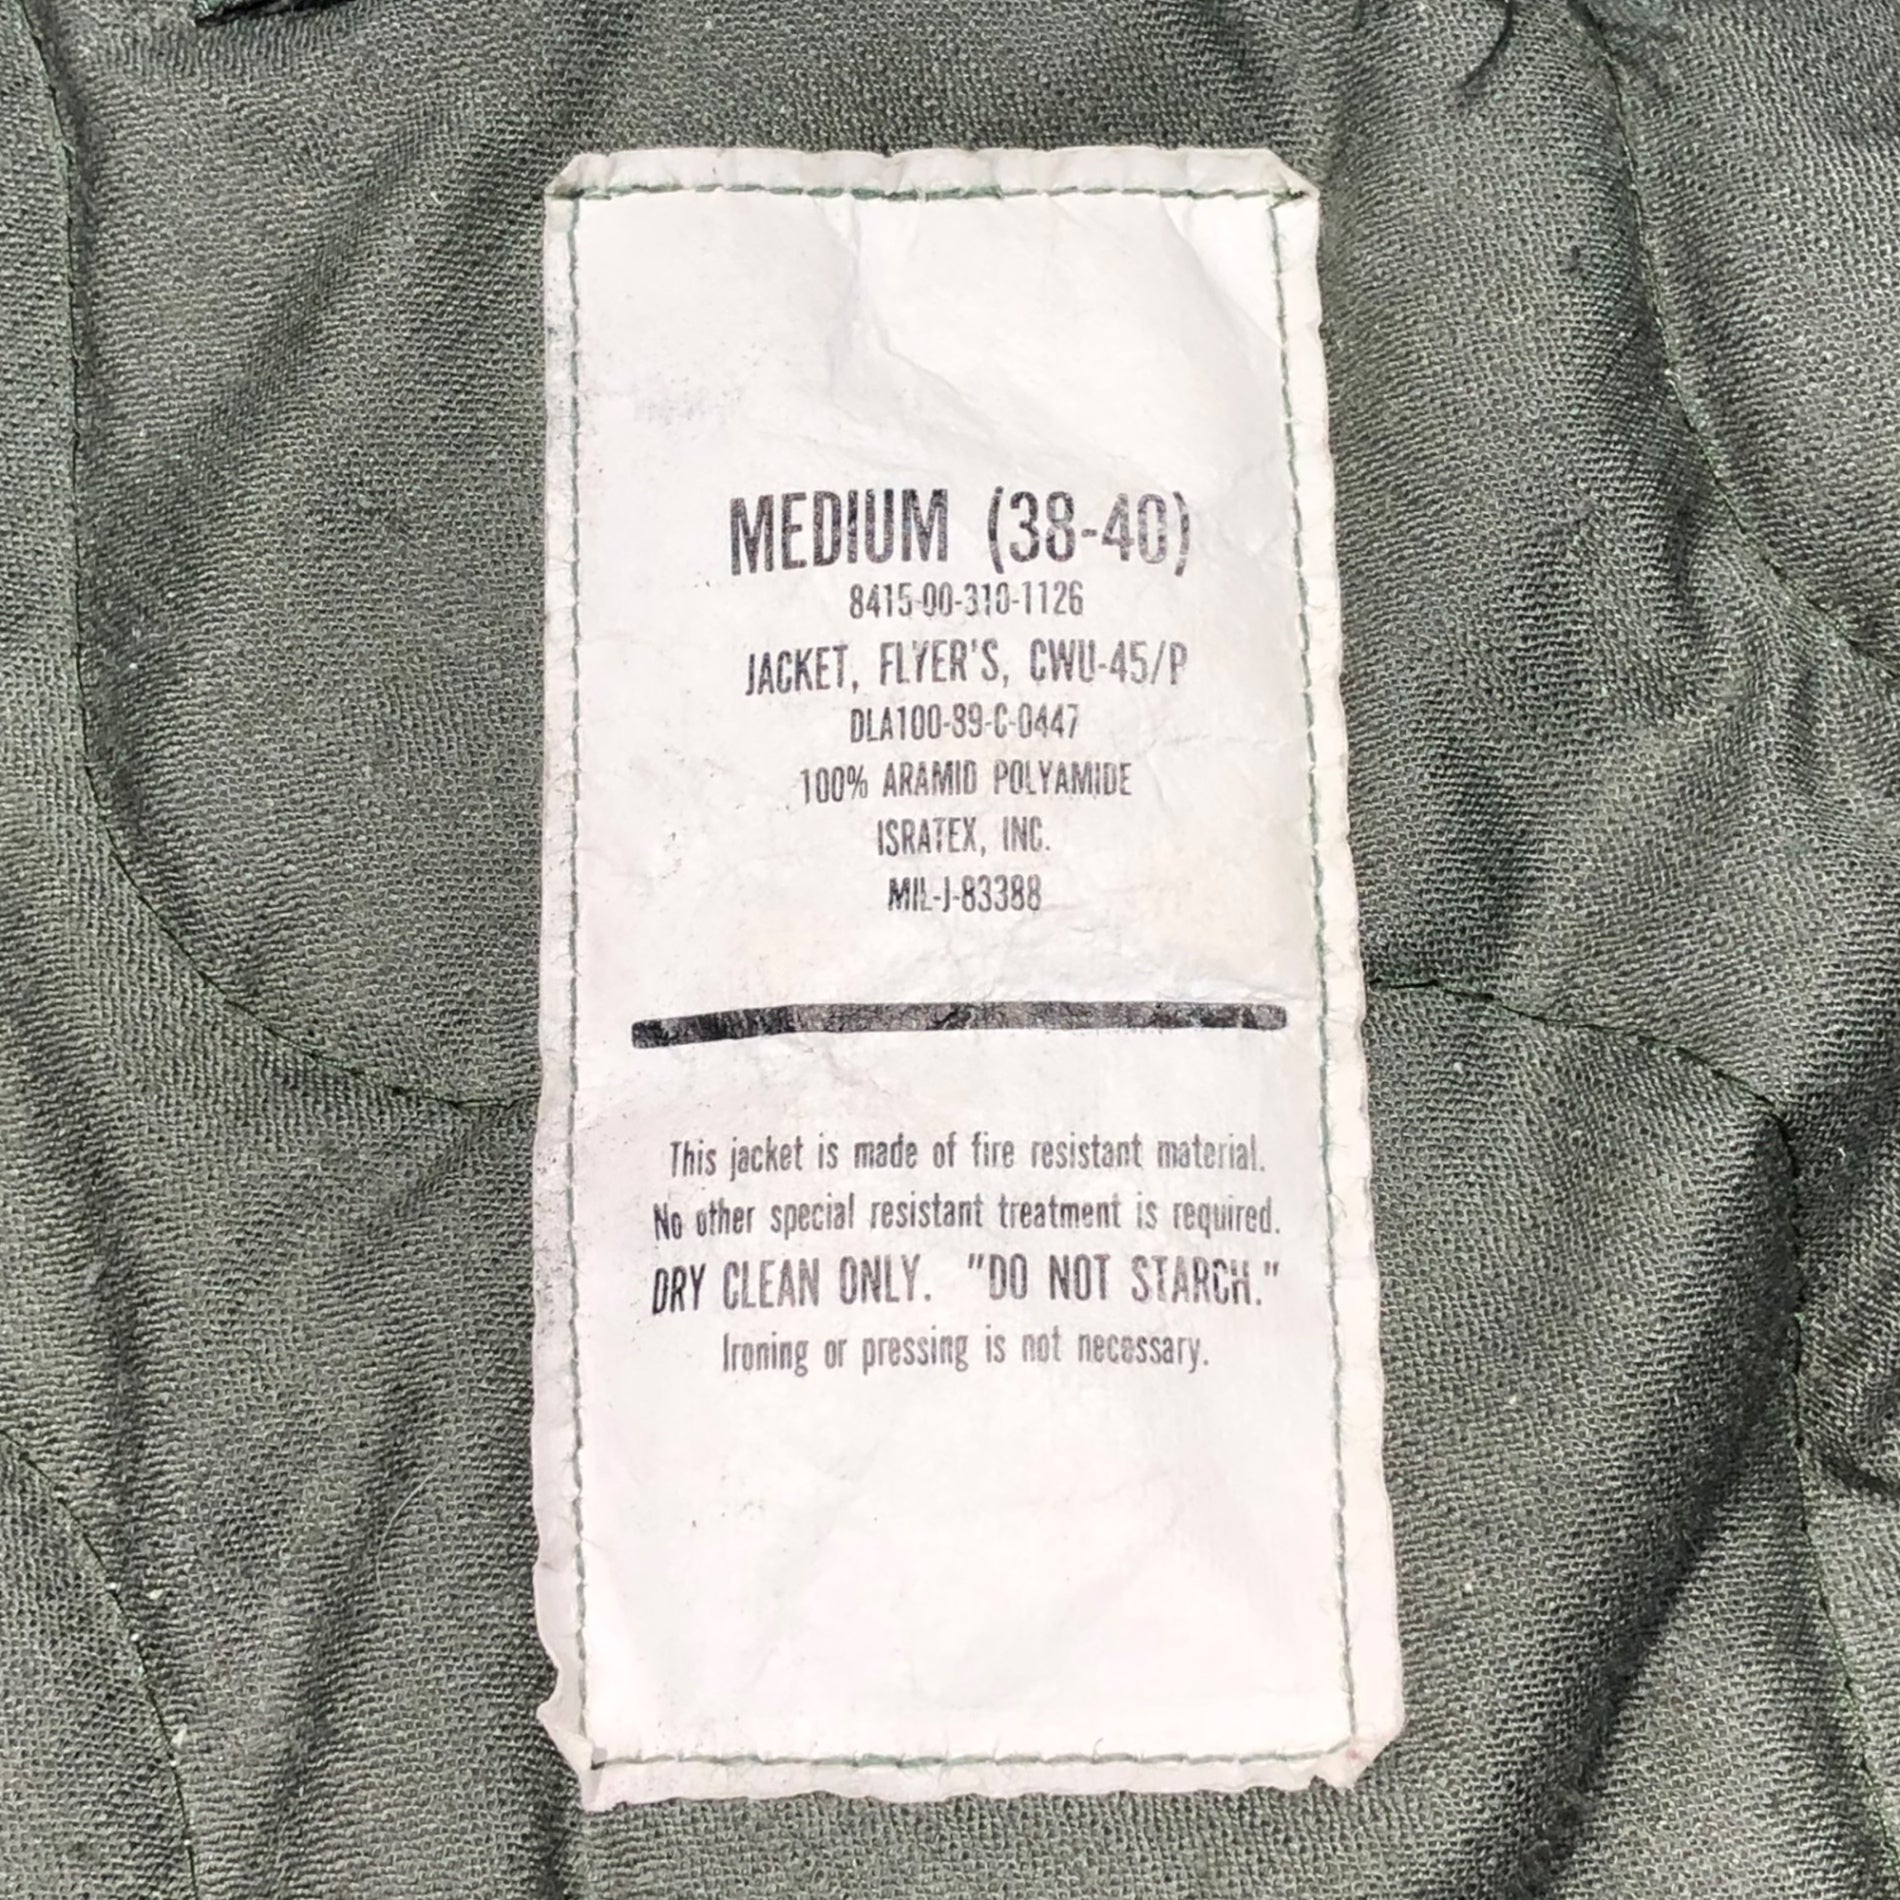 MEDIUM (38-40)
8415-00-310-1126
JACKET, FLYER'S, CWU-45/P
DLA100-89-C-0447
100% ARAMID POLYAMIDE
ISRATEX, INC.
MIL-J-83388
This jacket is made of fire resistant material.
No other special resistant treatment is required.
DRY CLEAN ONLY. "DO NOT STARCH."
Ironing or pressing is not necessary.